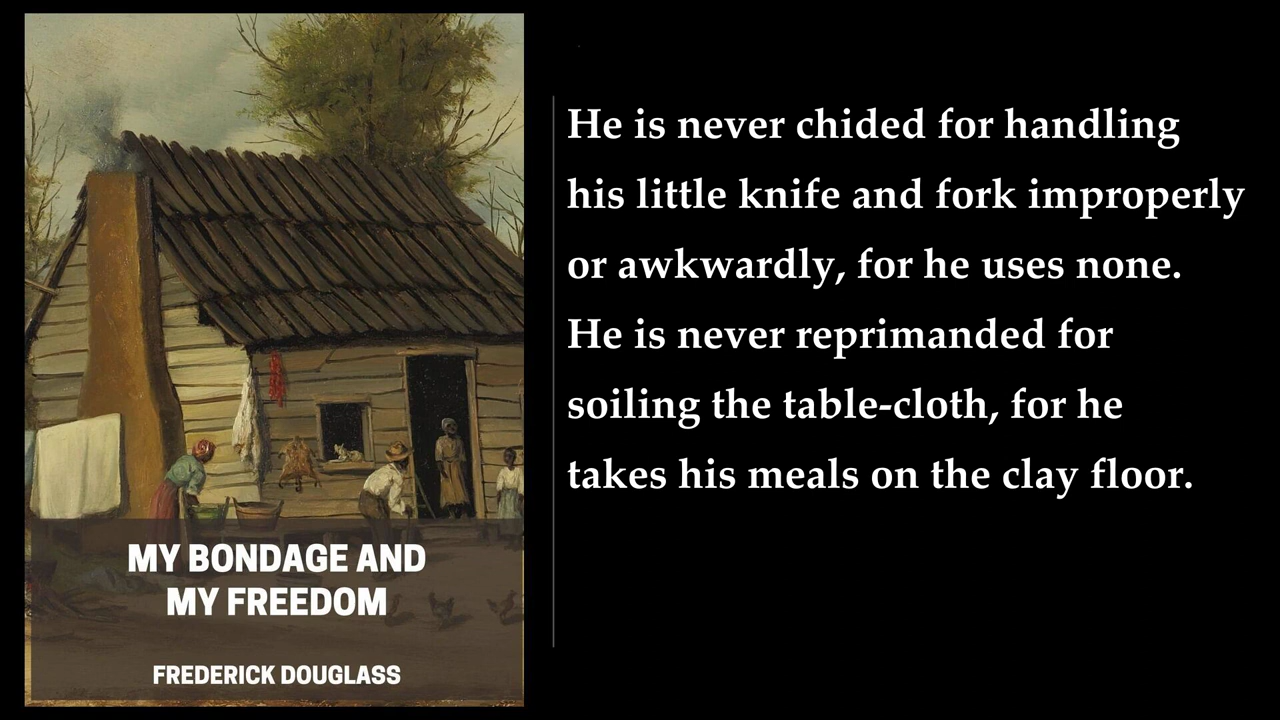 MY BONDAGE AND
MY FREEDOM
FREDERICK DOUGLASS
He is never chided for handling
his little knife and fork improperly
or awkwardly, for he uses none.
He is never reprimanded for
soiling the table-cloth, for he
takes his meals on the clay floor.